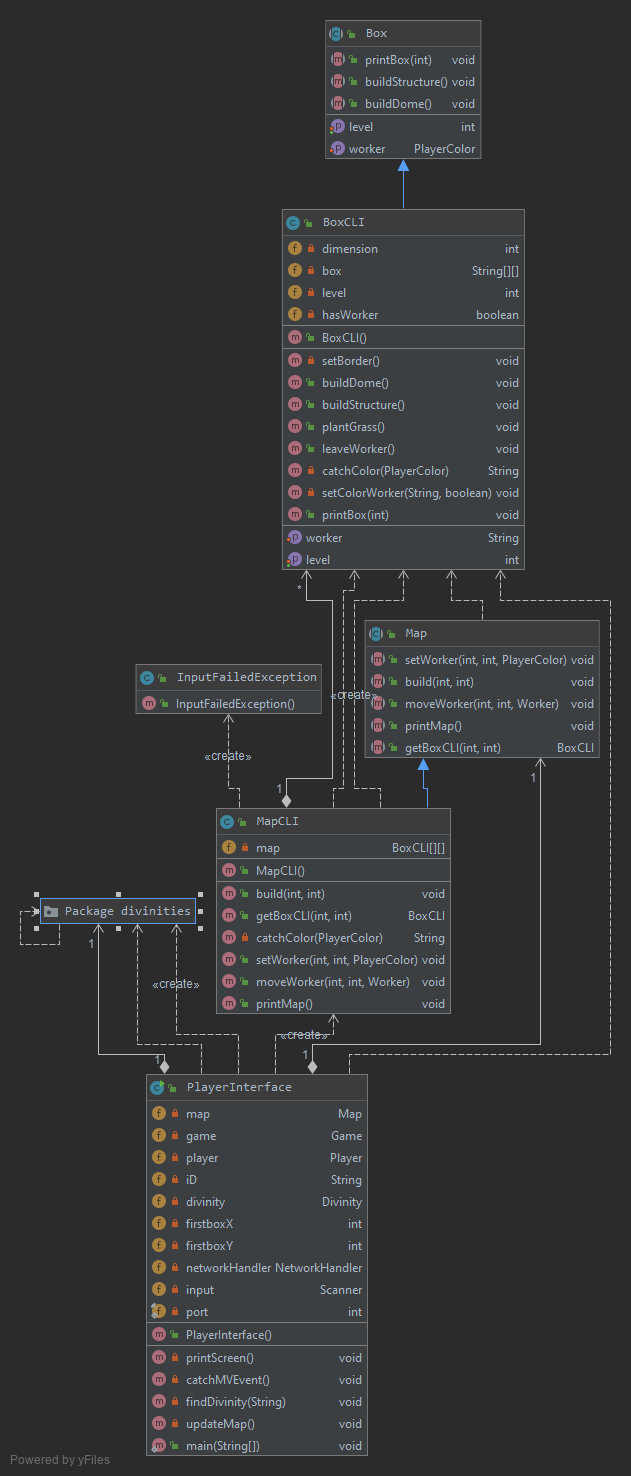 Box
printBox(int) void
buildStructure() void
buildDome() void
level int
worker PlayerColor
BoxCLI
dimension int
box String[][]
level int
hasWorker boolean
BoxCLI()
setBorder() void
buildDome() void
buildStructure() void
plantGrass() void
leaveWorker() void
catchColor(PlayerColor) String
setColorWorker(String, boolean) void
printBox(int) void
worker String
level int
*
Map
setWorker(int, int, PlayerColor) void
build(int, int) void
moveWorker(int, int, Worker) void
printMap() void
getBoxCLI(int, int) BoxCLI
InputFailedException
InputFailedException()
«create»
«create»
1
1
MapCLI
map BoxCLI[][]
MapCLI()
build(int, int) void
getBoxCLI(int, int) BoxCLI
catchColor(PlayerColor) String
setWorker(int, int, PlayerColor) void
moveWorker(int, int, Worker) void
printMap() void
Package divinities
1
«create»
«create»
1
1
PlayerInterface
map Map
game Game
player Player
iD String
divinity Divinity
firstboxX int
firstboxY int
networkHandler NetworkHandler
input Scanner
port int
PlayerInterface()
printScreen() void
catchMVEvent() void
findDivinity(String) void
updateMap() void
main(String[]) void
Powered by yFiles